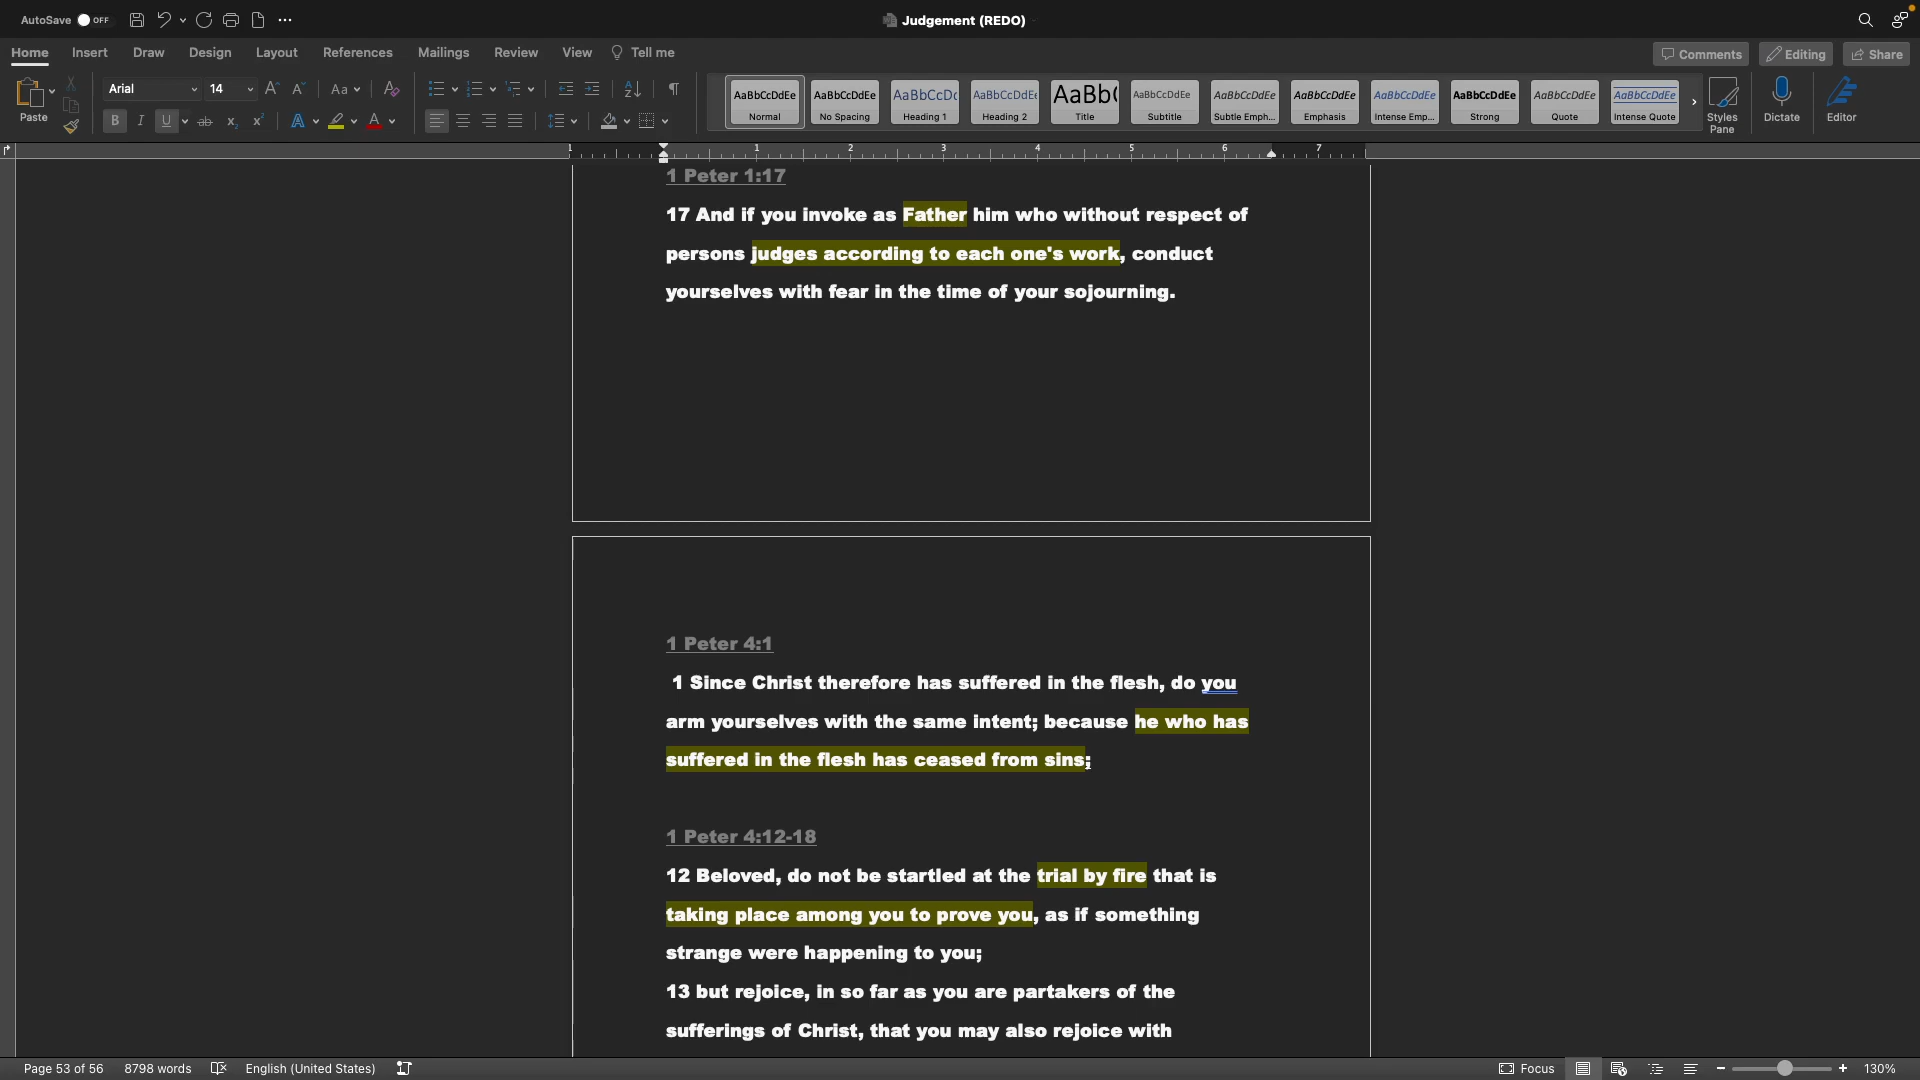 AutoSave OFF
Judgement (REDO)
Home Insert Draw Design Layout References Mailings Review View Tell me
Comments Editing Share
Paste
Arial 14
Aa
AaBbCcDdEe AaBbCcDdEe AaBbCcDc AaBbCcDdEe AaBb( AaBbCcDdEe AaBbCcDdEe AaBbCcDdEe AaBbCcDdEe AaBbCcDdEe AaBbCcDdEe AaBbCcDdEe
Normal No Spacing Heading 1 Heading 2 Title Subtitle Subtle Emph... Emphasis Intense Emp... Strong Quote Intense Quote
Styles Pane
Dictate
Editor
1 1 2 3 4 5 6 7
1 Peter 1:17
17 And if you invoke as Father him who without respect of
persons judges according to each one's work, conduct
yourselves with fear in the time of your sojourning.
1 Peter 4:1
1 Since Christ therefore has suffered in the flesh, do you
arm yourselves with the same intent; because he who has
suffered in the flesh has ceased from sins;
1 Peter 4:12-18
12 Beloved, do not be startled at the trial by fire that is
taking place among you to prove you, as if something
strange were happening to you;
13 but rejoice, in so far as you are partakers of the
sufferings of Christ, that you may also rejoice with
Page 53 of 56 8798 words English (United States) Focus 130%